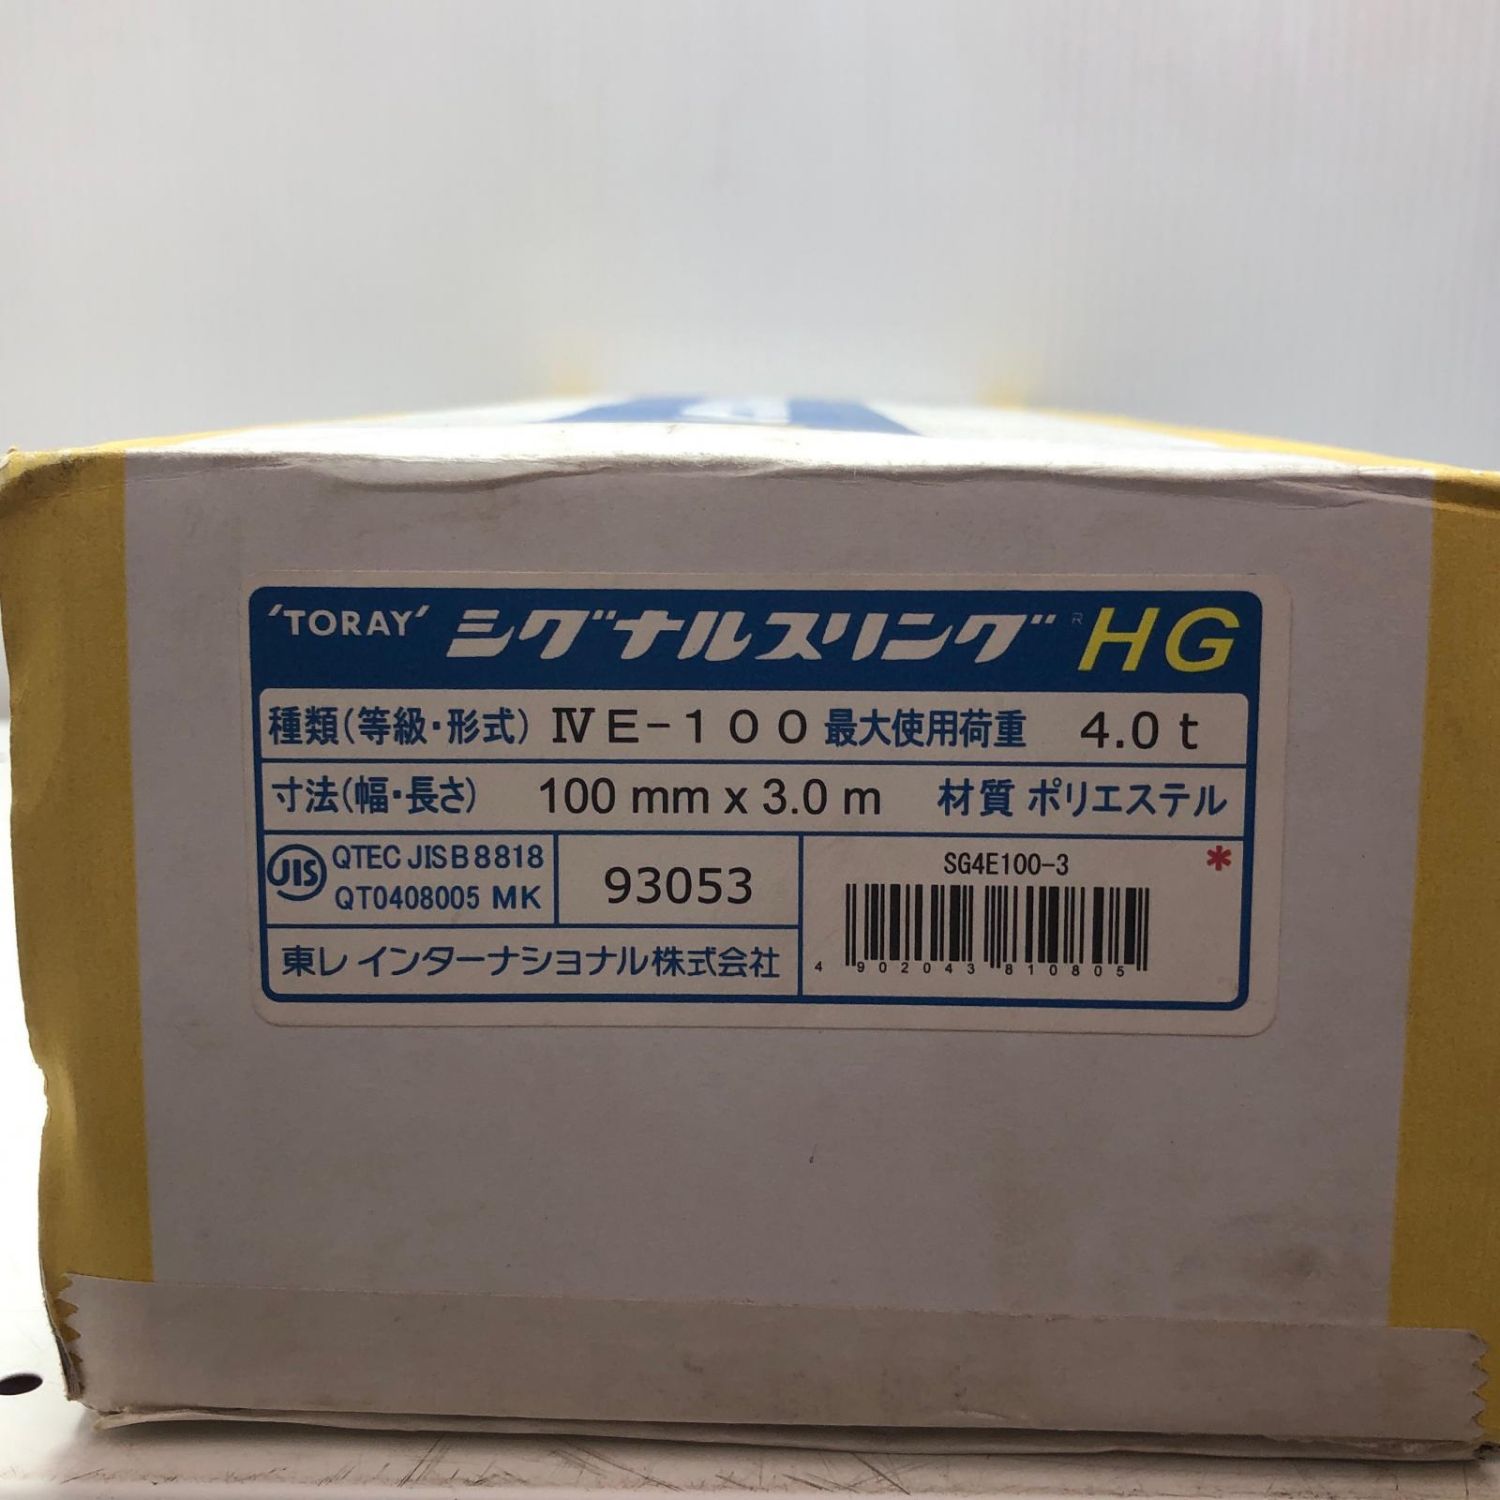 'TORAY' シグナルスリング® HG
種類(等級・形式) ⅣE-100 最大使用荷重 4.0t
寸法(幅・長さ) 100 mm x 3.0 m 材質 ポリエステル
JIS QTEC JIS B 8818
QT0408005 MK
93053
東レインターナショナル株式会社
SG4E100-3 *
4 902043 810805